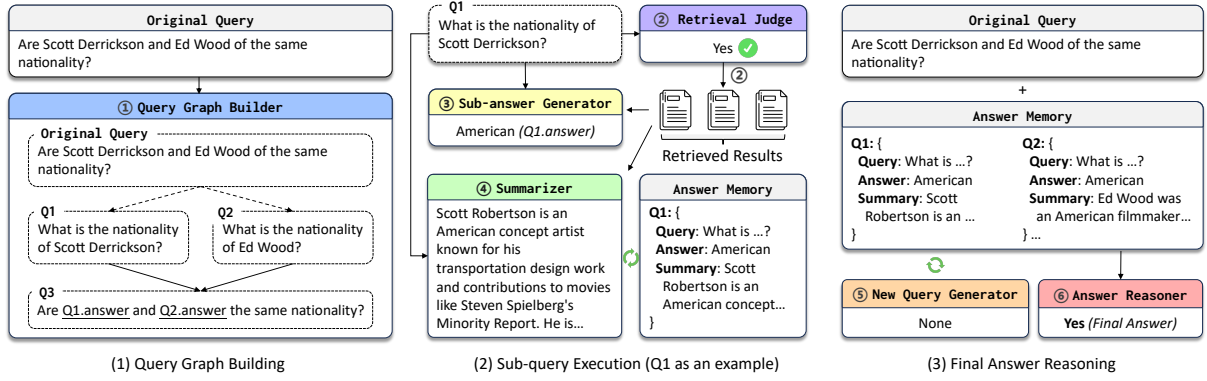 Original Query
Are Scott Derrickson and Ed Wood of the same
nationality?
① Query Graph Builder
Original Query
Are Scott Derrickson and Ed Wood of the same
nationality?
Q1
What is the nationality
of Scott Derrickson?
Q2
What is the nationality
of Ed Wood?
Q3
Are Q1.answer and Q2.answer the same nationality?
(1) Query Graph Building
Q1
What is the nationality of
Scott Derrickson?
② Retrieval Judge
Yes
②
③ Sub-answer Generator
American (Q1.answer)
Retrieved Results
④ Summarizer
Scott Robertson is an
American concept artist
known for his
transportation design work
and contributions to movies
like Steven Spielberg's
Minority Report. He is...
Answer Memory
Q1: {
Query: What is ...?
Answer: American
Summary: Scott
Robertson is an
American concept...
}
(2) Sub-query Execution (Q1 as an example)
Original Query
Are Scott Derrickson and Ed Wood of the same
nationality?
+
Answer Memory
Q1: {
Query: What is ...?
Answer: American
Summary: Scott
Robertson is an ...
}
Q2: {
Query: What is ...?
Answer: American
Summary: Ed Wood was
an American filmmaker...
} ...
⑤ New Query Generator
None
⑥ Answer Reasoner
Yes (Final Answer)
(3) Final Answer Reasoning